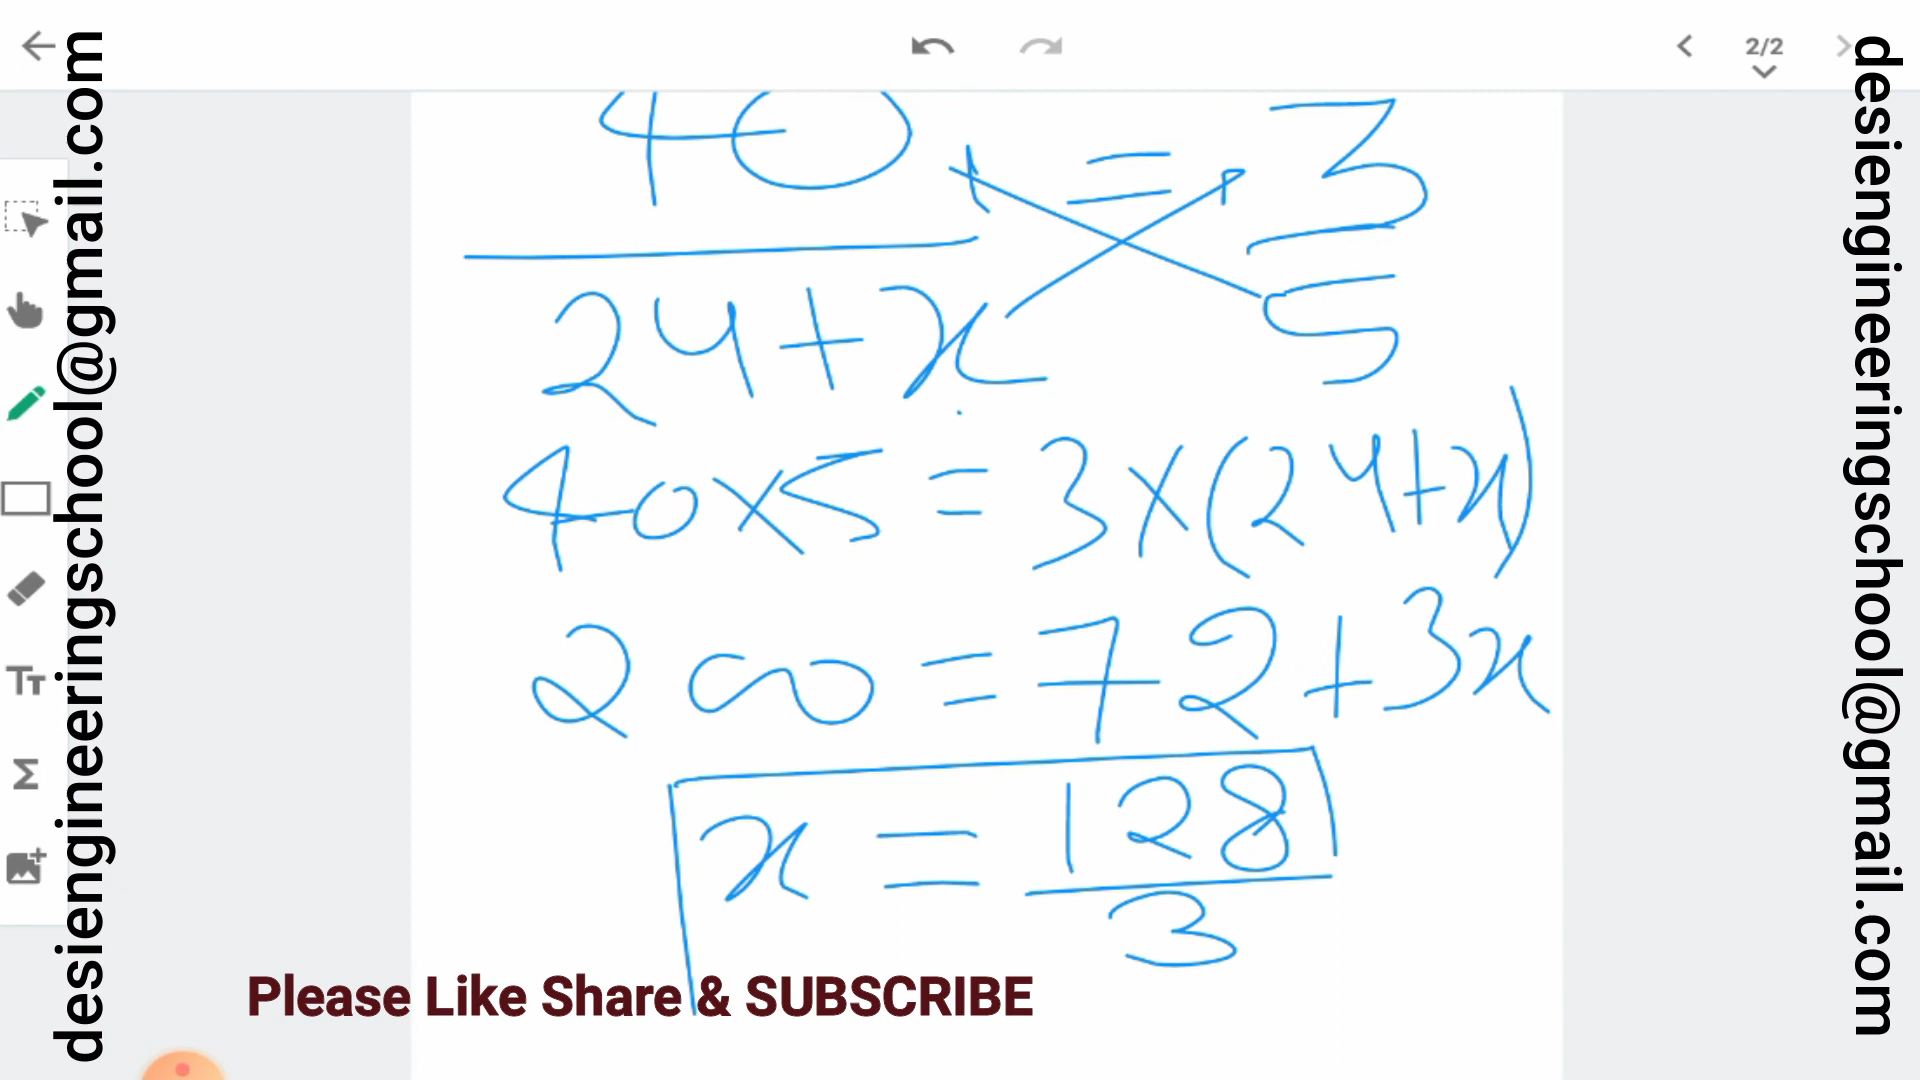 2/2
40 = 3
24+x 5
40×5=3×(24+x)
200=72+3x
x = 128
3
Please Like Share & SUBSCRIBE
desiengineeringschool@gmail.com
desiengineeringschool@gmail.com
Tт
Σ